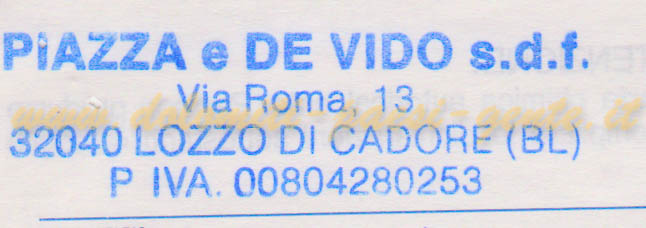 PIAZZA e DE VIDO s.d.f.
Via Roma, 13
32040 LOZZO DI CADORE (BL)
P IVA. 00804280253